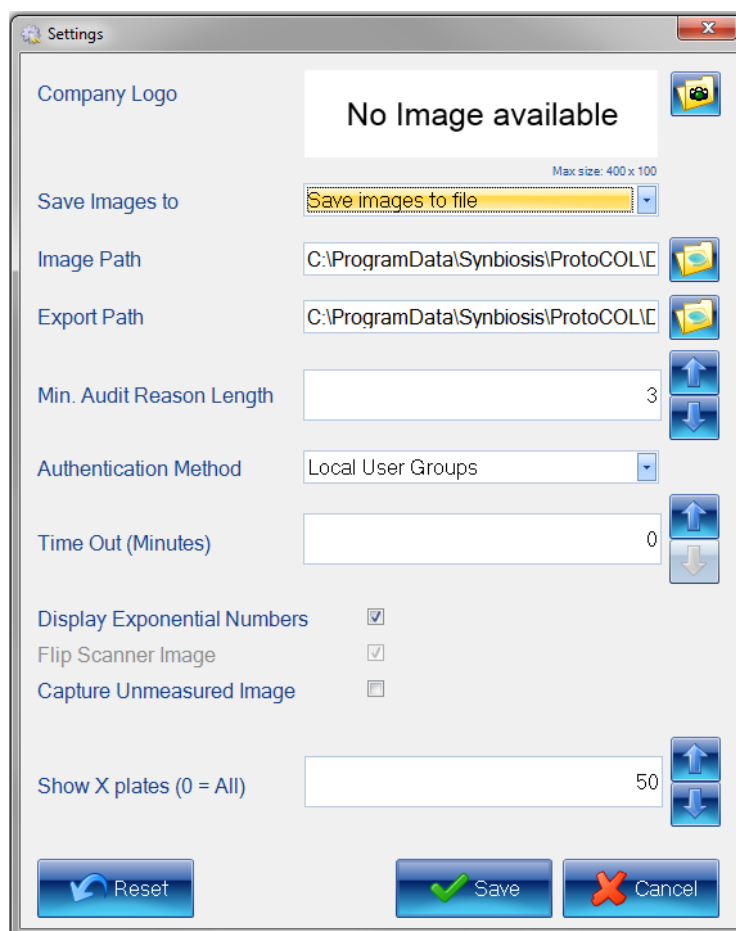 Settings
Company Logo
No Image available
Max size: 400 x 100
Save Images to
Save images to file
Image Path
C:\ProgramData\Synbiosis\ProtoCOL\D
Export Path
C:\ProgramData\Synbiosis\ProtoCOL\D
Min. Audit Reason Length
3
Authentication Method
Local User Groups
Time Out (Minutes)
0
Display Exponential Numbers
Flip Scanner Image
Capture Unmeasured Image
Show X plates (0 = All)
50
Reset
Save
Cancel